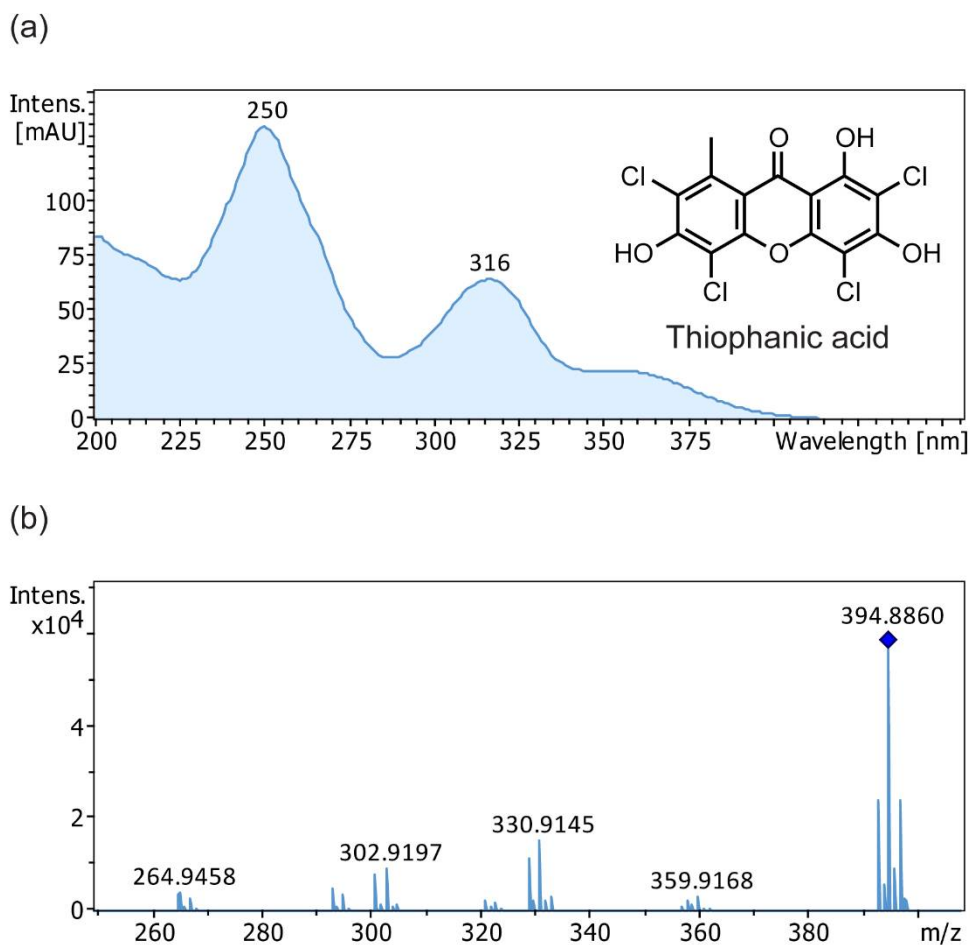 (a)
Intens.
[mAU]
100
75
50
25
0
250
316
O
OH
Cl
Cl
HO
O
OH
Cl
Cl
Thiophanic acid
200 225 250 275 300 325 350 375 Wavelength [nm]
(b)
Intens.
x10⁴
4
2
0
394.8860
330.9145
302.9197
359.9168
264.9458
260 280 300 320 340 360 380 m/z